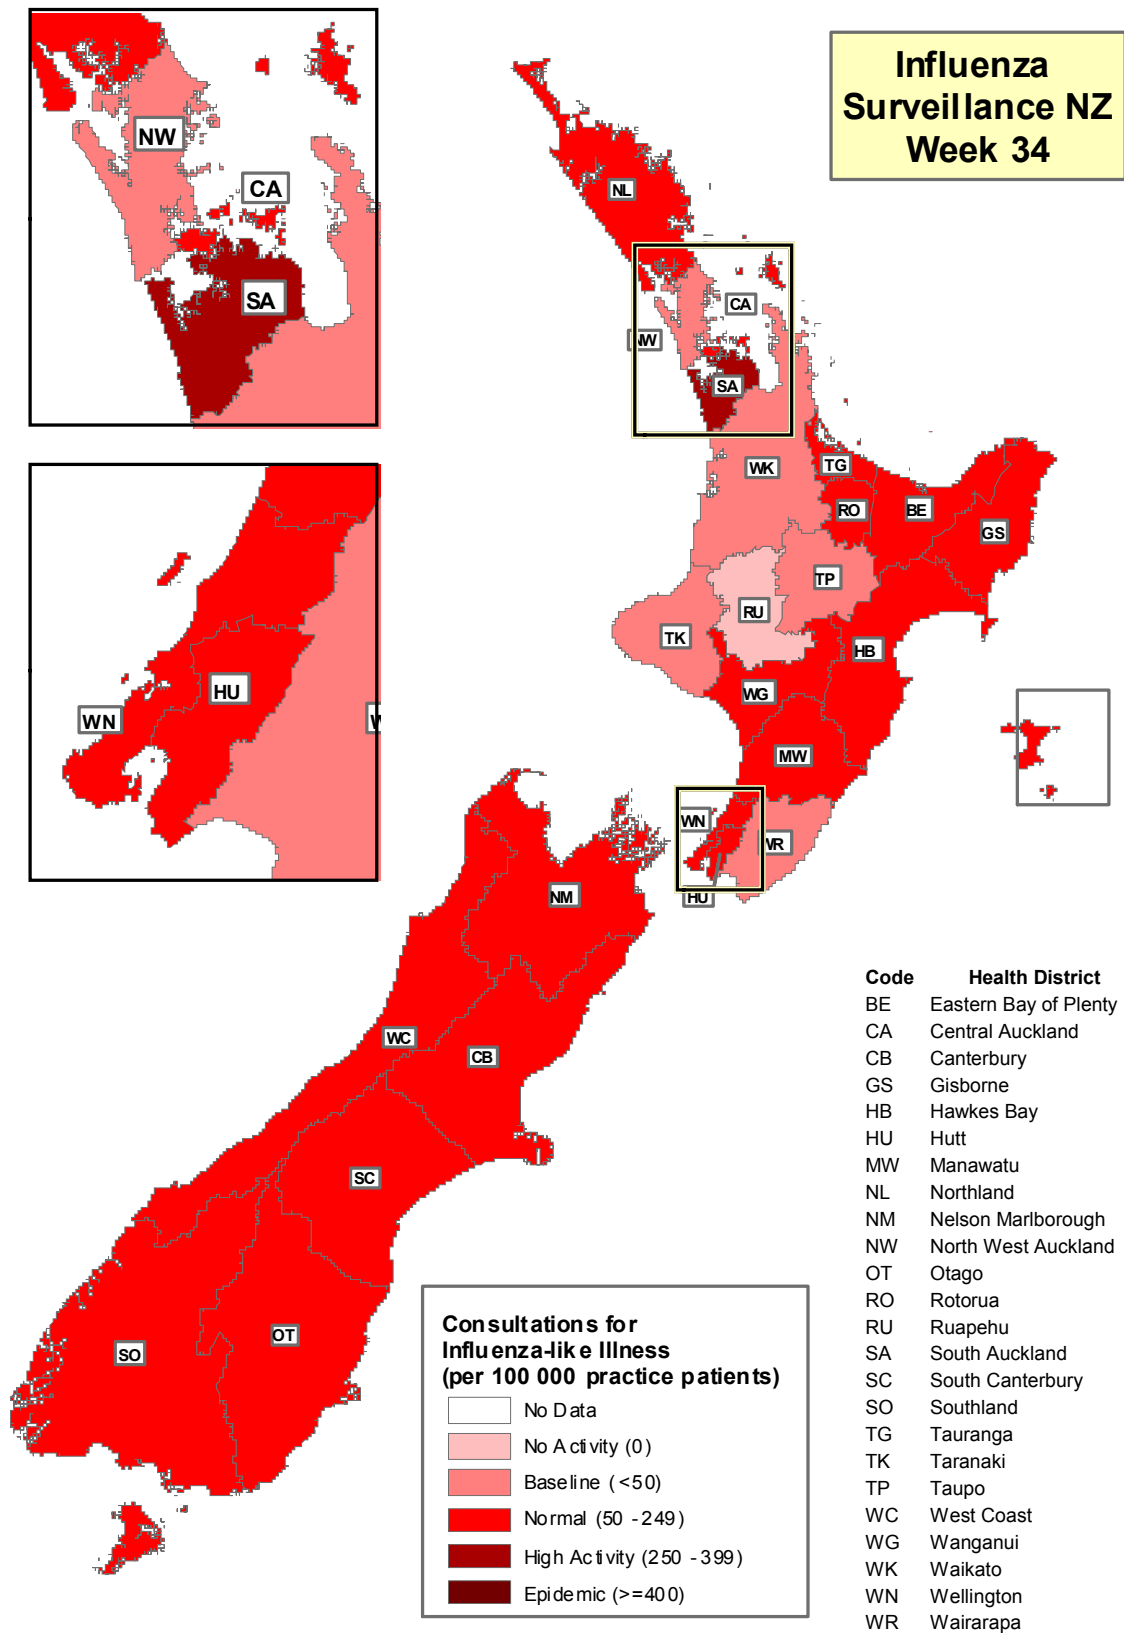 Influenza
Surveillance NZ
Week 34
NW
CA
SA
NL
CA
NW
SA
WK
TG
RO
BE
GS
TP
RU
TK
HB
WG
MW
HU
WN
W
WN
WR
HU
NM
WC
CB
SC
OT
SO
Code Health District
BE Eastern Bay of Plenty
CA Central Auckland
CB Canterbury
GS Gisborne
HB Hawkes Bay
HU Hutt
MW Manawatu
NL Northland
NM Nelson Marlborough
NW North West Auckland
OT Otago
RO Rotorua
RU Ruapehu
SA South Auckland
SC South Canterbury
SO Southland
TG Tauranga
TK Taranaki
TP Taupo
WC West Coast
WG Wanganui
WK Waikato
WN Wellington
WR Wairarapa
Consultations for
Influenza-like Illness
(per 100 000 practice patients)
No Data
No Activity (0)
Baseline (<50)
Normal (50 -249)
High Activity (250 -399)
Epidemic (>=400)